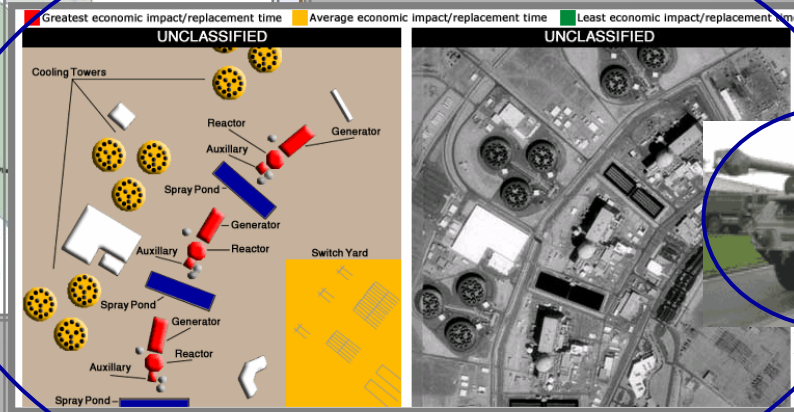 Greatest economic impact/replacement time
Average economic impact/replacement time
Least economic impact/replacement time
UNCLASSIFIED
UNCLASSIFIED
Cooling Towers
Reactor
Generator
Auxillary
Spray Pond
Generator
Auxillary
Reactor
Switch Yard
Spray Pond
Generator
Reactor
Auxillary
Spray Pond